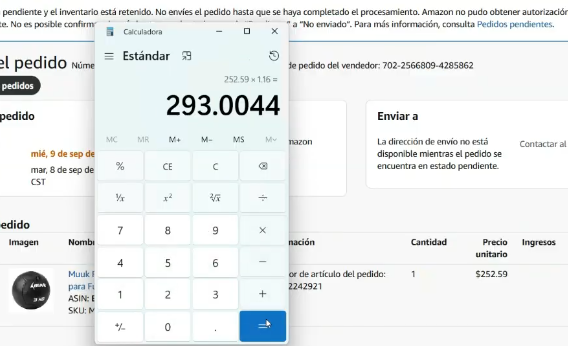 pendiente y el inventario está retenido. No envíes el pedido hasta que se haya completado el procesamiento. Amazon no pudo obtener autorización
te. No es posible confirm
a “No enviado”. Para más información, consulta Pedidos pendientes.
Calculadora
Estándar
252.59 × 1.16 =
293.0044
MC MR M+ M− MS M
% CE C
¹/x x² ²√x ÷
7 8 9 ×
4 5 6 −
1 2 3 +
+/− 0 . =
el pedido Núme
de pedido del vendedor: 702-2566809-4285862
pedidos
pedido
mié, 9 de sep de
mar, 8 de sep de
CST
mazon
Enviar a
La dirección de envío no está
disponible mientras el pedido se
encuentra en estado pendiente.
Contactar al
pedido
Imagen Nomb
nación Cantidad Precio
unitario
Ingresos
Muuk
para F
ASIN:
SKU: M
or de artículo del pedido:
2242921
1 $252.59